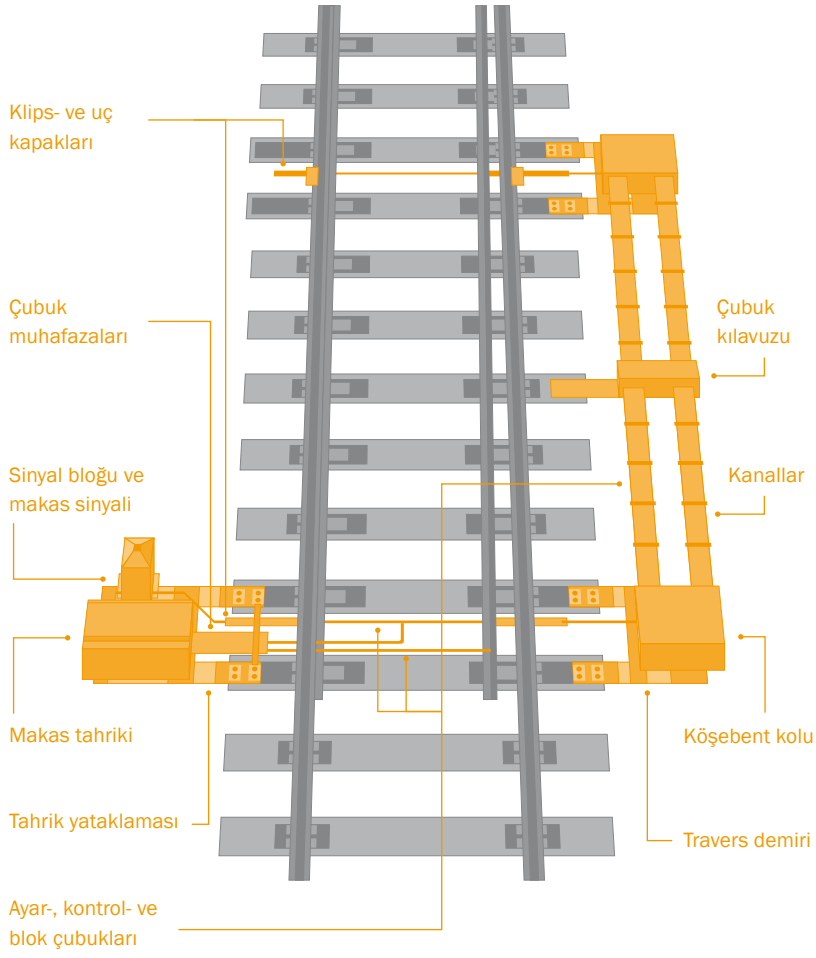 Klips- ve uç
kapakları
Çubuk
muhafazaları
Çubuk
kılavuzu
Sinyal bloğu ve
makas sinyali
Kanallar
Makas tahriki
Köşebent kolu
Tahrik yataklaması
Travers demiri
Ayar-, kontrol- ve
blok çubukları